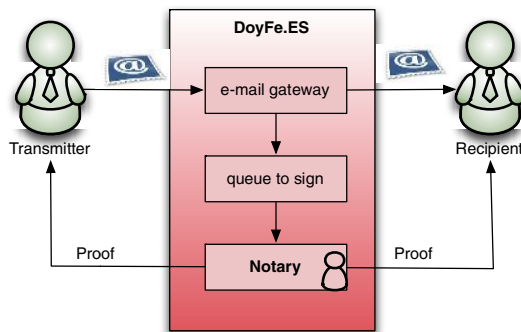 DoyFe.ES
@
@
e-mail gateway
Transmitter
Recipient
queue to sign
Proof
Notary
Proof